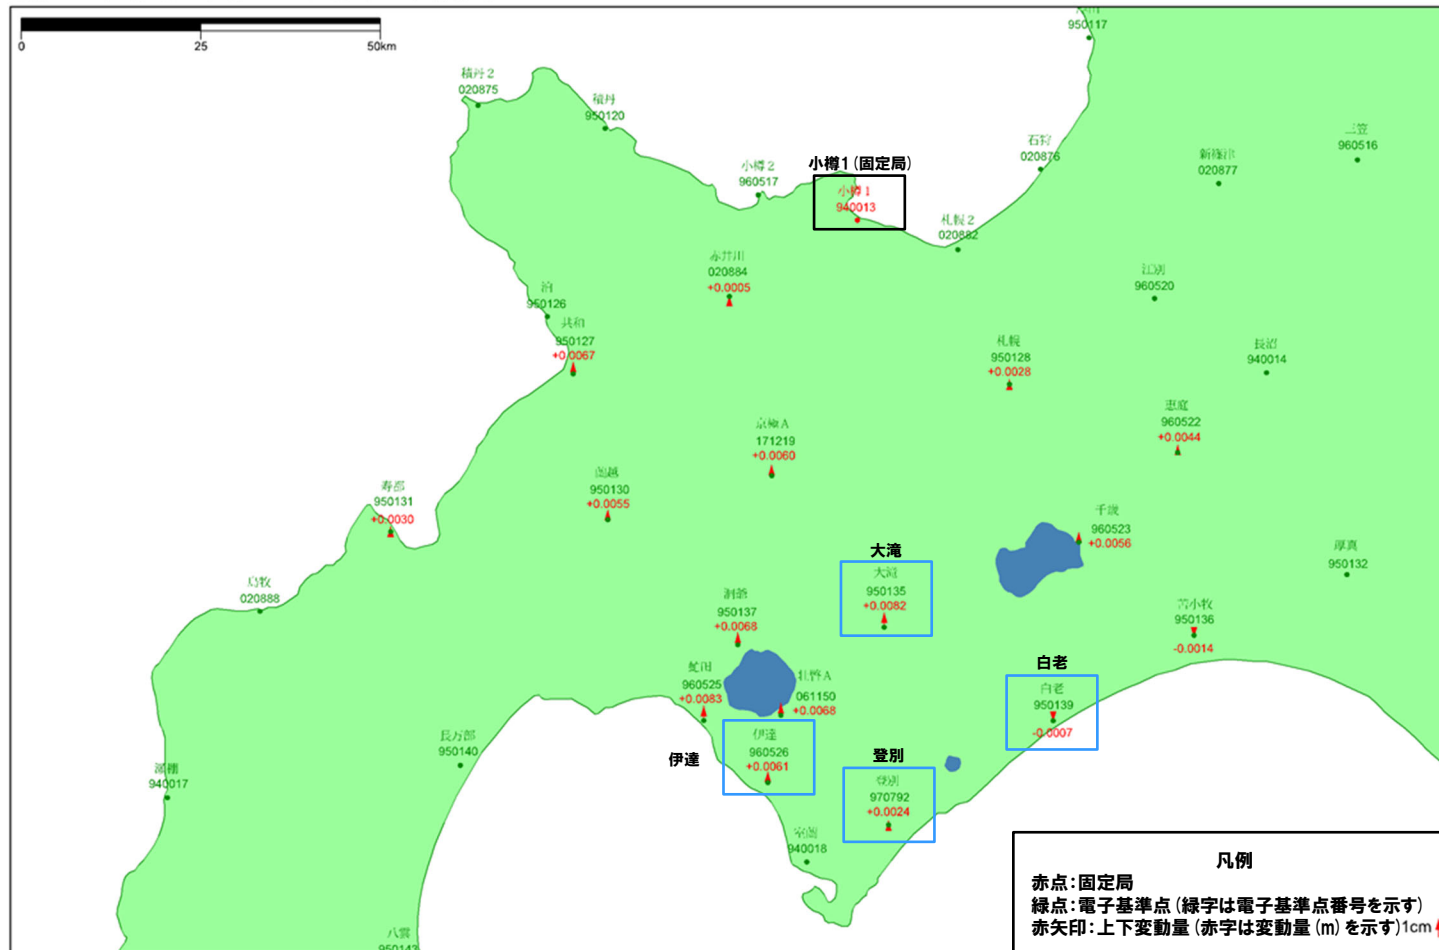 0
25
50km
950117
積丹2
020875
積丹
950120
小樽2
960517
小樽1(固定局)
小樽1
940013
石狩
020876
新篠津
020877
三笠
960516
札幌2
020882
赤井川
020884
+0.0005
江別
960520
泊
950126
共和
950127
+0.0067
札幌
950128
+0.0028
長沼
940014
恵庭
960522
+0.0044
京極A
171219
+0.0060
蘭越
950130
+0.0055
寿都
950131
+0.0030
千歳
960523
+0.0056
厚真
950132
大滝
大滝
950135
+0.0082
島牧
020888
洞爺
950137
+0.0068
苫小牧
950136
-0.0014
虻田
960525
+0.0083
壮瞥A
061150
+0.0068
白老
白老
950139
-0.0007
長万部
950140
伊達
伊達
960526
+0.0061
登別
登別
970792
+0.0024
瀬棚
940017
室蘭
940018
八雲
950143
凡例
赤点:固定局
緑点:電子基準点(緑字は電子基準点番号を示す)
赤矢印:上下変動量(赤字は変動量(m)を示す)1cm